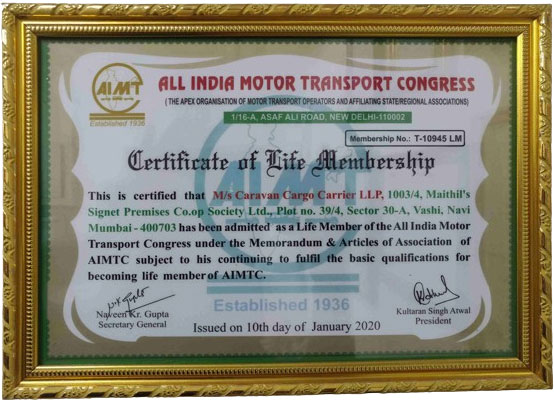 AIMT
Established 1936
ALL INDIA MOTOR TRANSPORT CONGRESS
( THE APEX ORGANISATION OF MOTOR TRANSPORT OPERATORS AND AFFILIATING STATE/REGIONAL ASSOCIATIONS)
1/16-A, ASAF ALI ROAD, NEW DELHI-110002
Membership No.: T-10945 LM
Certificate of Life Membership
This is certified that M/s Caravan Cargo Carrier LLP, 1003/4, Maithil's
Signet Premises Co.op Society Ltd., Plot no. 39/4, Sector 30-A, Vashi, Navi
Mumbai - 400703 has been admitted as a Life Member of the All India Motor
Transport Congress under the Memorandum & Articles of Association of
AIMTC subject to his continuing to fulfil the basic qualifications for
becoming life member of AIMTC.
Established 1936
Naveen Kr. Gupta
Secretary General
Issued on 10th day of January 2020
Kultaran Singh Atwal
President